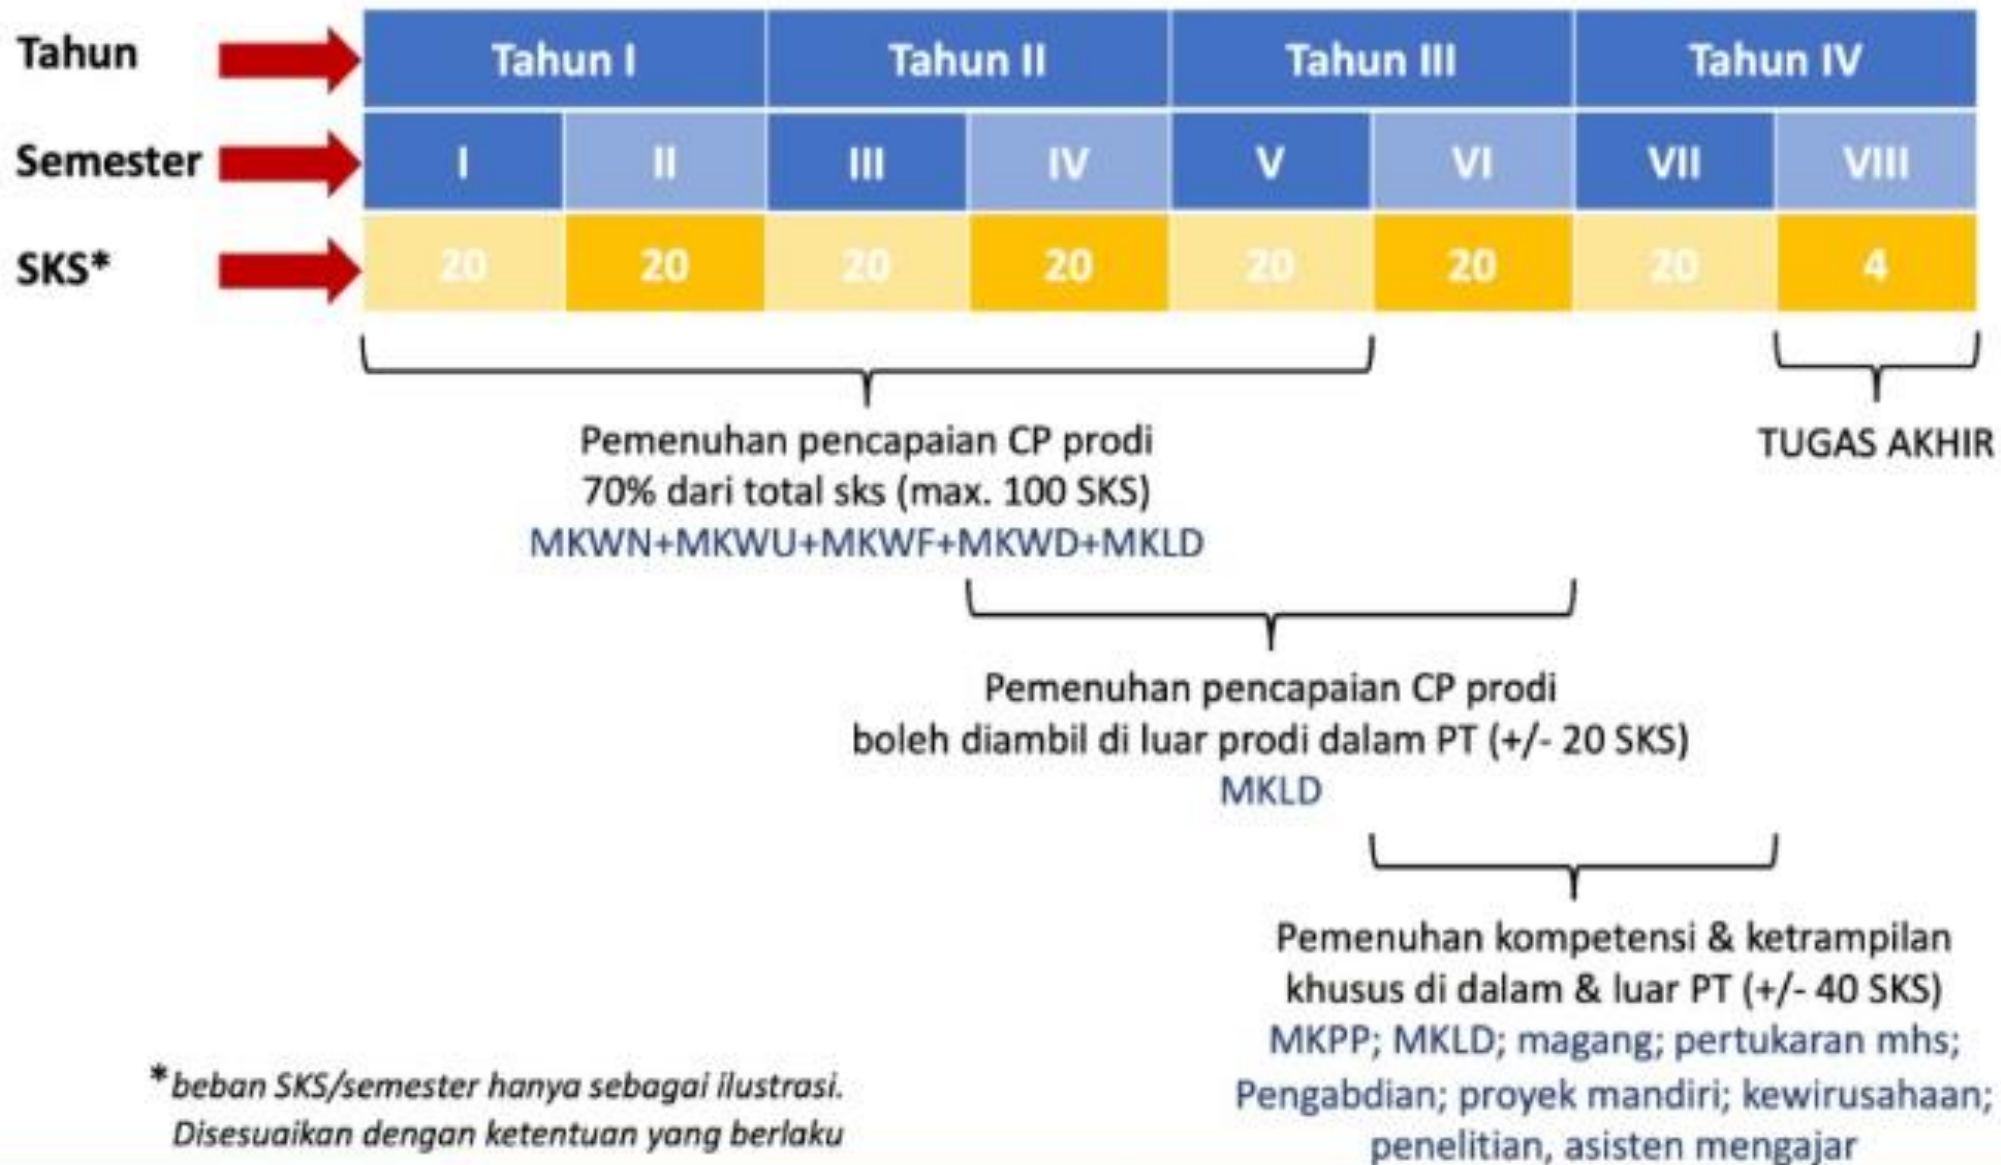 Tahun
Tahun I Tahun II Tahun III Tahun IV
Semester
I II III IV V VI VII VIII
SKS*
20 20 20 20 20 20 20 4
Pemenuhan pencapaian CP prodi
70% dari total sks (max. 100 SKS)
MKWN+MKWU+MKWF+MKWD+MKLD
TUGAS AKHIR
Pemenuhan pencapaian CP prodi
boleh diambil di luar prodi dalam PT (+/- 20 SKS)
MKLD
Pemenuhan kompetensi & ketrampilan
khusus di dalam & luar PT (+/- 40 SKS)
MKPP; MKLD; magang; pertukaran mhs;
Pengabdian; proyek mandiri; kewirusahaan;
penelitian, asisten mengajar
*beban SKS/semester hanya sebagai ilustrasi.
Disesuaikan dengan ketentuan yang berlaku